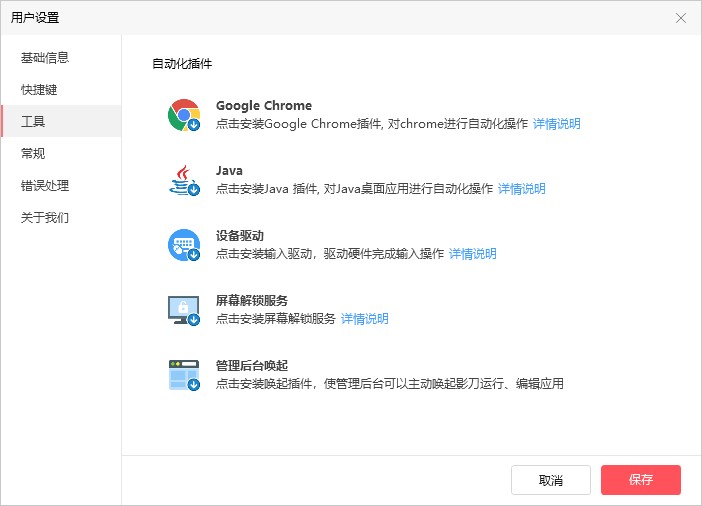 用户设置
基础信息
快捷键
工具
常规
错误处理
关于我们
自动化插件
Google Chrome
点击安装Google Chrome插件, 对chrome进行自动化操作 详情说明
Java
点击安装Java 插件, 对Java桌面应用进行自动化操作 详情说明
设备驱动
点击安装输入驱动，驱动硬件完成输入操作 详情说明
屏幕解锁服务
点击安装屏幕解锁服务 详情说明
管理后台唤起
点击安装唤起插件，使管理后台可以主动唤起影刀运行、编辑应用
取消
保存